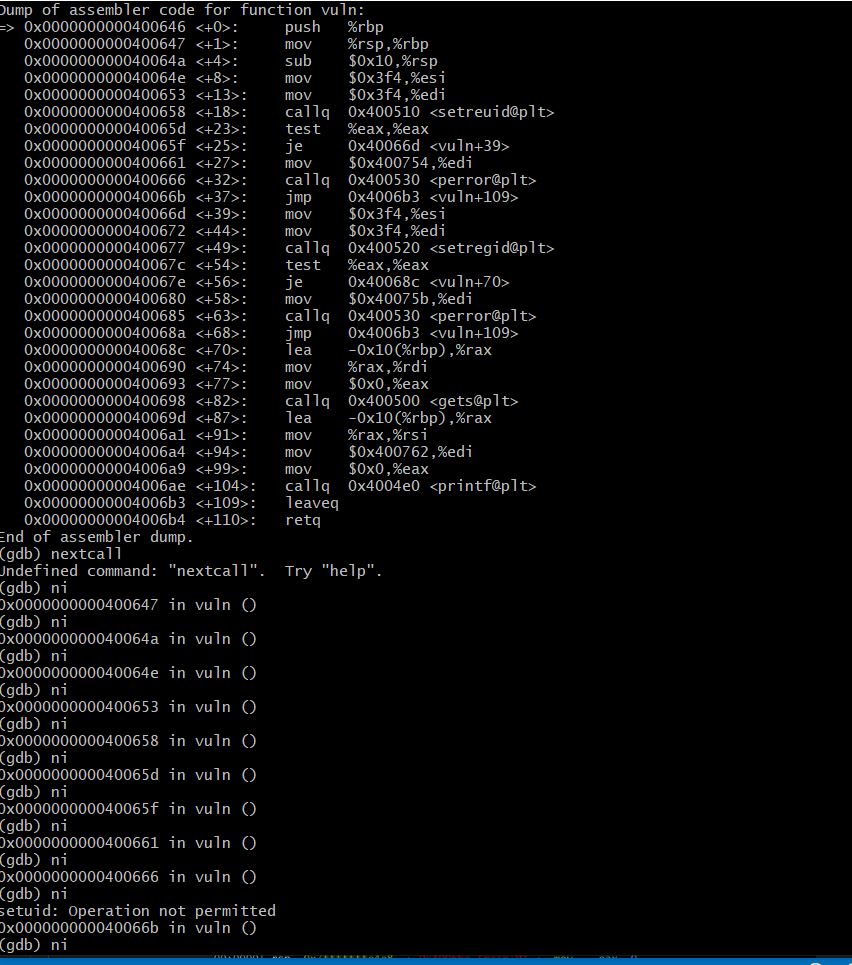 Dump of assembler code for function vuln:
=> 0x0000000000400646 <+0>: push %rbp
0x0000000000400647 <+1>: mov %rsp,%rbp
0x000000000040064a <+4>: sub $0x10,%rsp
0x000000000040064e <+8>: mov $0x3f4,%esi
0x0000000000400653 <+13>: mov $0x3f4,%edi
0x0000000000400658 <+18>: callq 0x400510 <setreuid@plt>
0x000000000040065d <+23>: test %eax,%eax
0x000000000040065f <+25>: je 0x40066d <vuln+39>
0x0000000000400661 <+27>: mov $0x400754,%edi
0x0000000000400666 <+32>: callq 0x400530 <perror@plt>
0x000000000040066b <+37>: jmp 0x4006b3 <vuln+109>
0x000000000040066d <+39>: mov $0x3f4,%esi
0x0000000000400672 <+44>: mov $0x3f4,%edi
0x0000000000400677 <+49>: callq 0x400520 <setregid@plt>
0x000000000040067c <+54>: test %eax,%eax
0x000000000040067e <+56>: je 0x40068c <vuln+70>
0x0000000000400680 <+58>: mov $0x40075b,%edi
0x0000000000400685 <+63>: callq 0x400530 <perror@plt>
0x000000000040068a <+68>: jmp 0x4006b3 <vuln+109>
0x000000000040068c <+70>: lea -0x10(%rbp),%rax
0x0000000000400690 <+74>: mov %rax,%rdi
0x0000000000400693 <+77>: mov $0x0,%eax
0x0000000000400698 <+82>: callq 0x400500 <gets@plt>
0x000000000040069d <+87>: lea -0x10(%rbp),%rax
0x00000000004006a1 <+91>: mov %rax,%rsi
0x00000000004006a4 <+94>: mov $0x400762,%edi
0x00000000004006a9 <+99>: mov $0x0,%eax
0x00000000004006ae <+104>: callq 0x4004e0 <printf@plt>
0x00000000004006b3 <+109>: leaveq
0x00000000004006b4 <+110>: retq
End of assembler dump.
(gdb) nextcall
Undefined command: "nextcall". Try "help".
(gdb) ni
0x0000000000400647 in vuln ()
(gdb) ni
0x000000000040064a in vuln ()
(gdb) ni
0x000000000040064e in vuln ()
(gdb) ni
0x0000000000400653 in vuln ()
(gdb) ni
0x0000000000400658 in vuln ()
(gdb) ni
0x000000000040065d in vuln ()
(gdb) ni
0x000000000040065f in vuln ()
(gdb) ni
0x0000000000400661 in vuln ()
(gdb) ni
0x0000000000400666 in vuln ()
(gdb) ni
setuid: Operation not permitted
0x000000000040066b in vuln ()
(gdb) ni